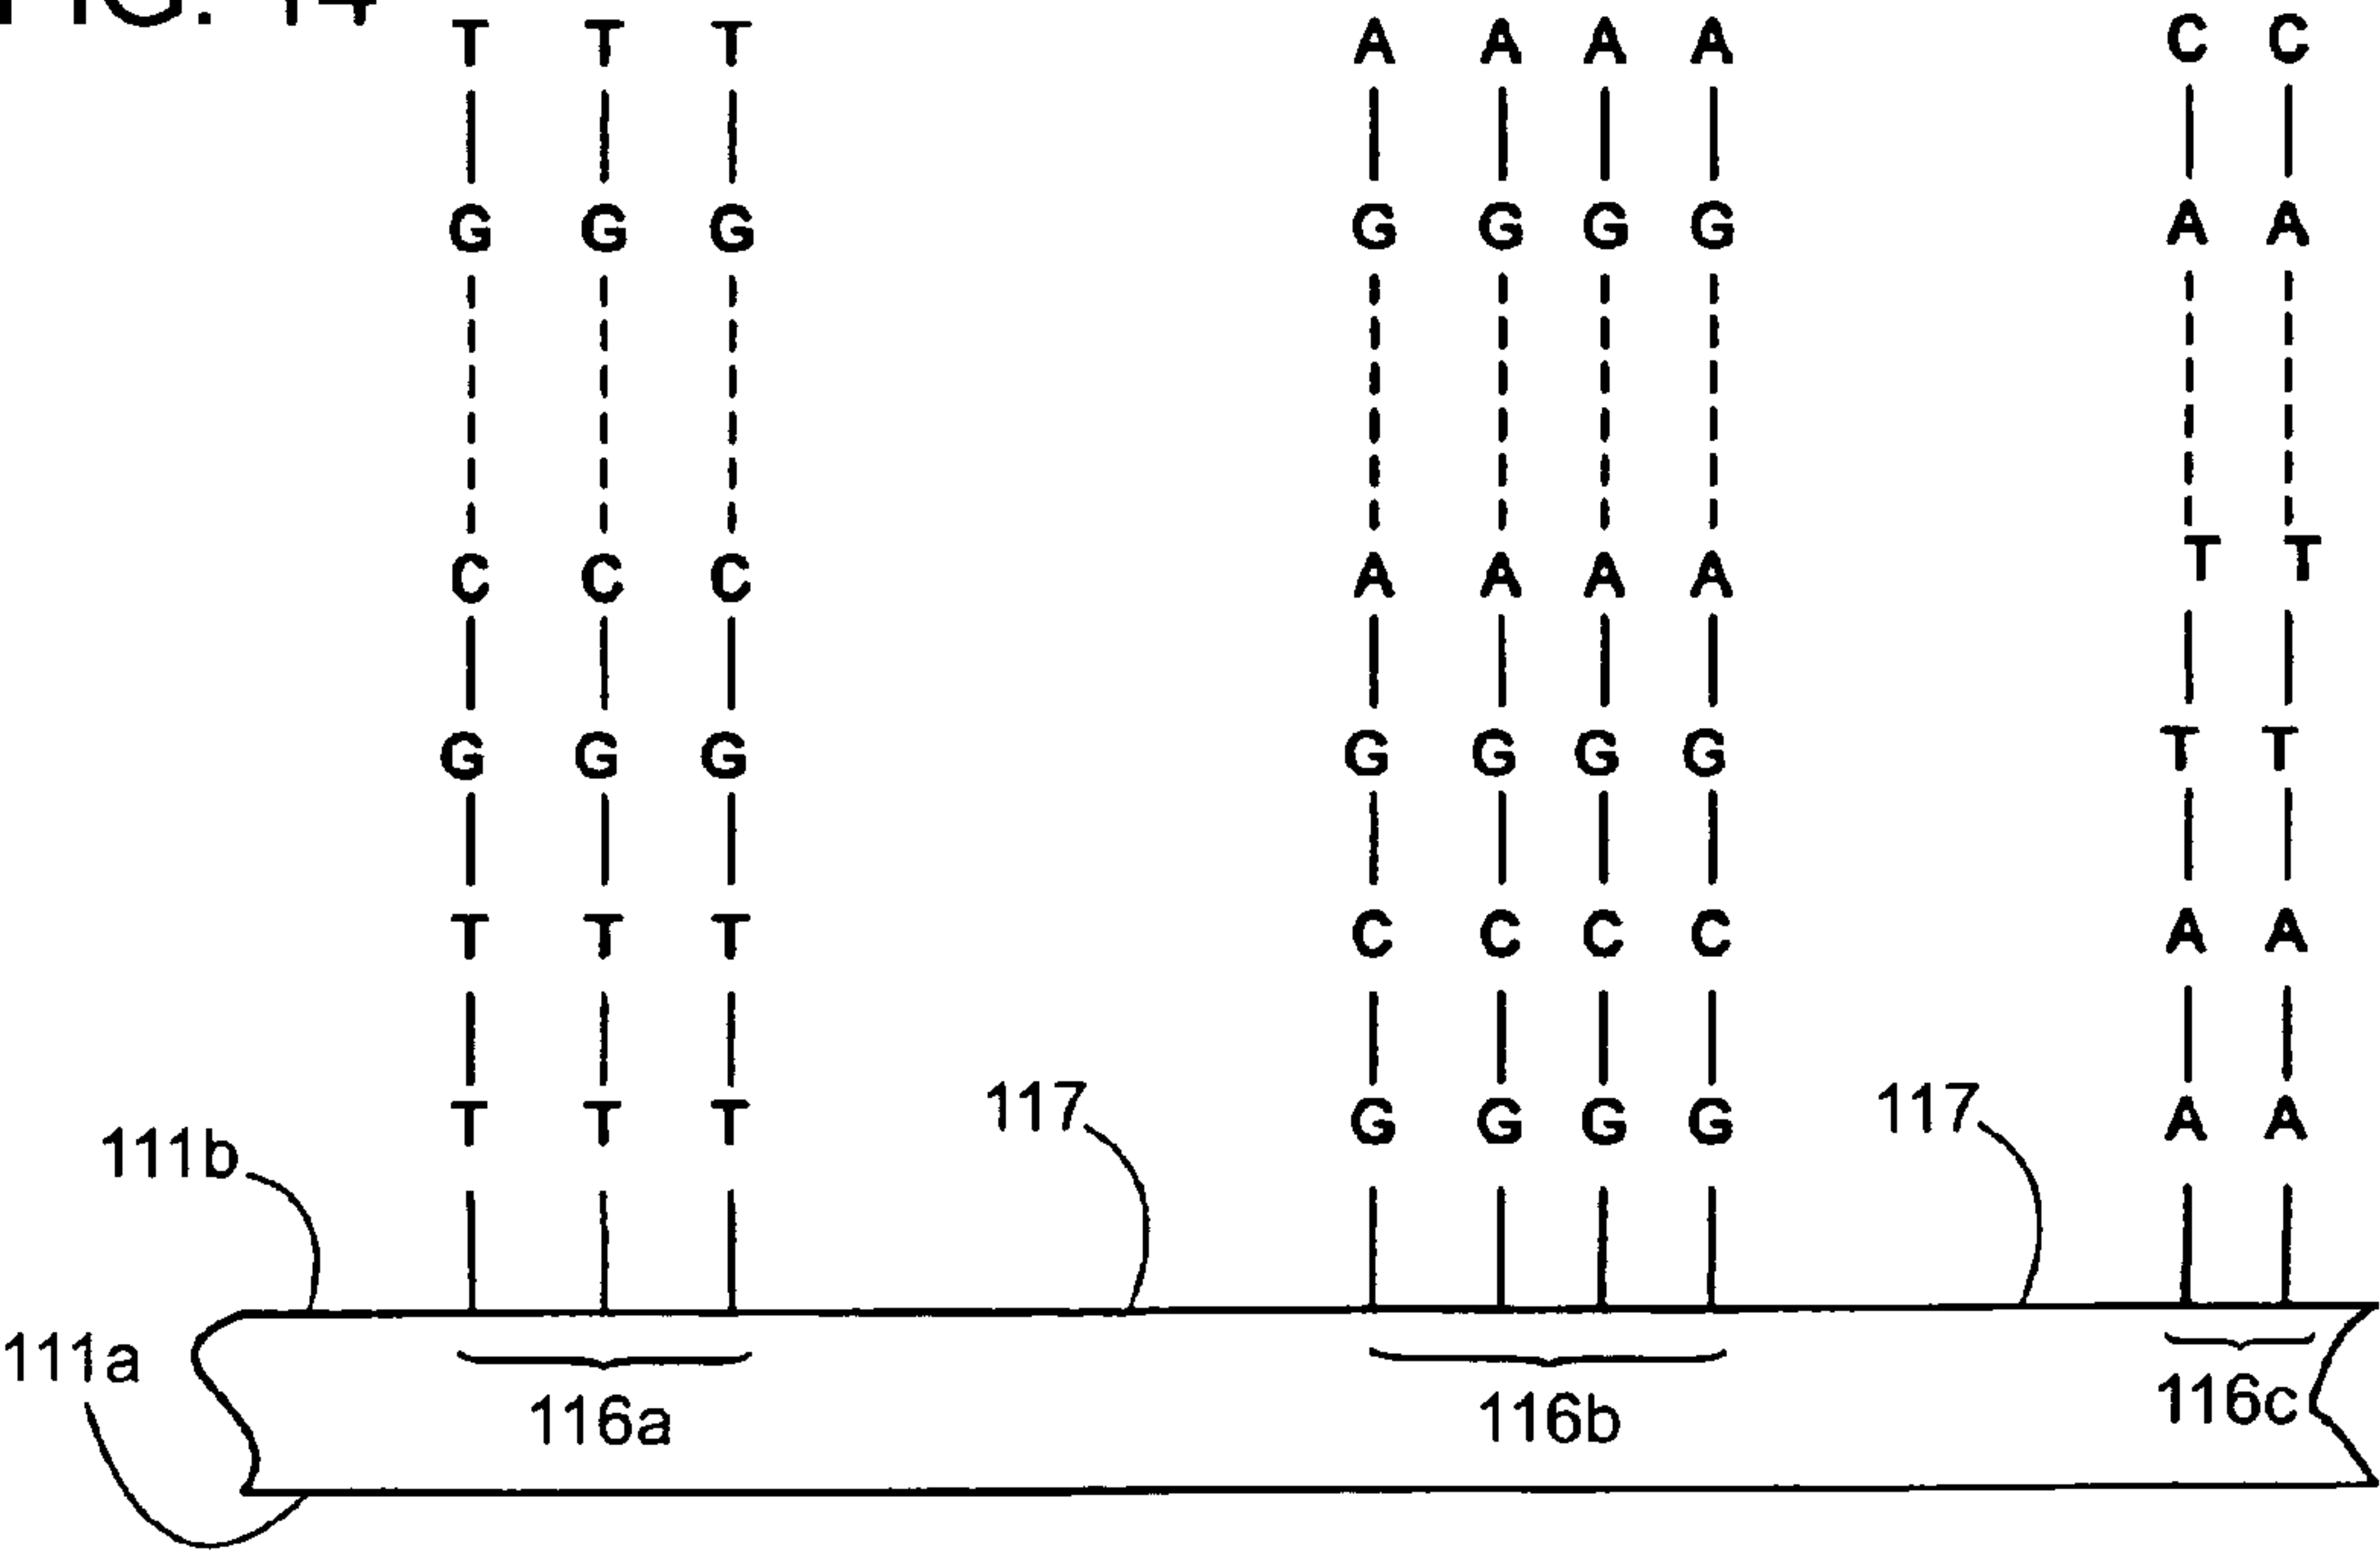 FIG. 14
T T T A A A A C C
G G G G G G G A A
C C C A A A A T T
G G G G G G G T T
T T T C C C C A A
T T T G G G G A A
117 117
111b
111a
116a 116b 116c